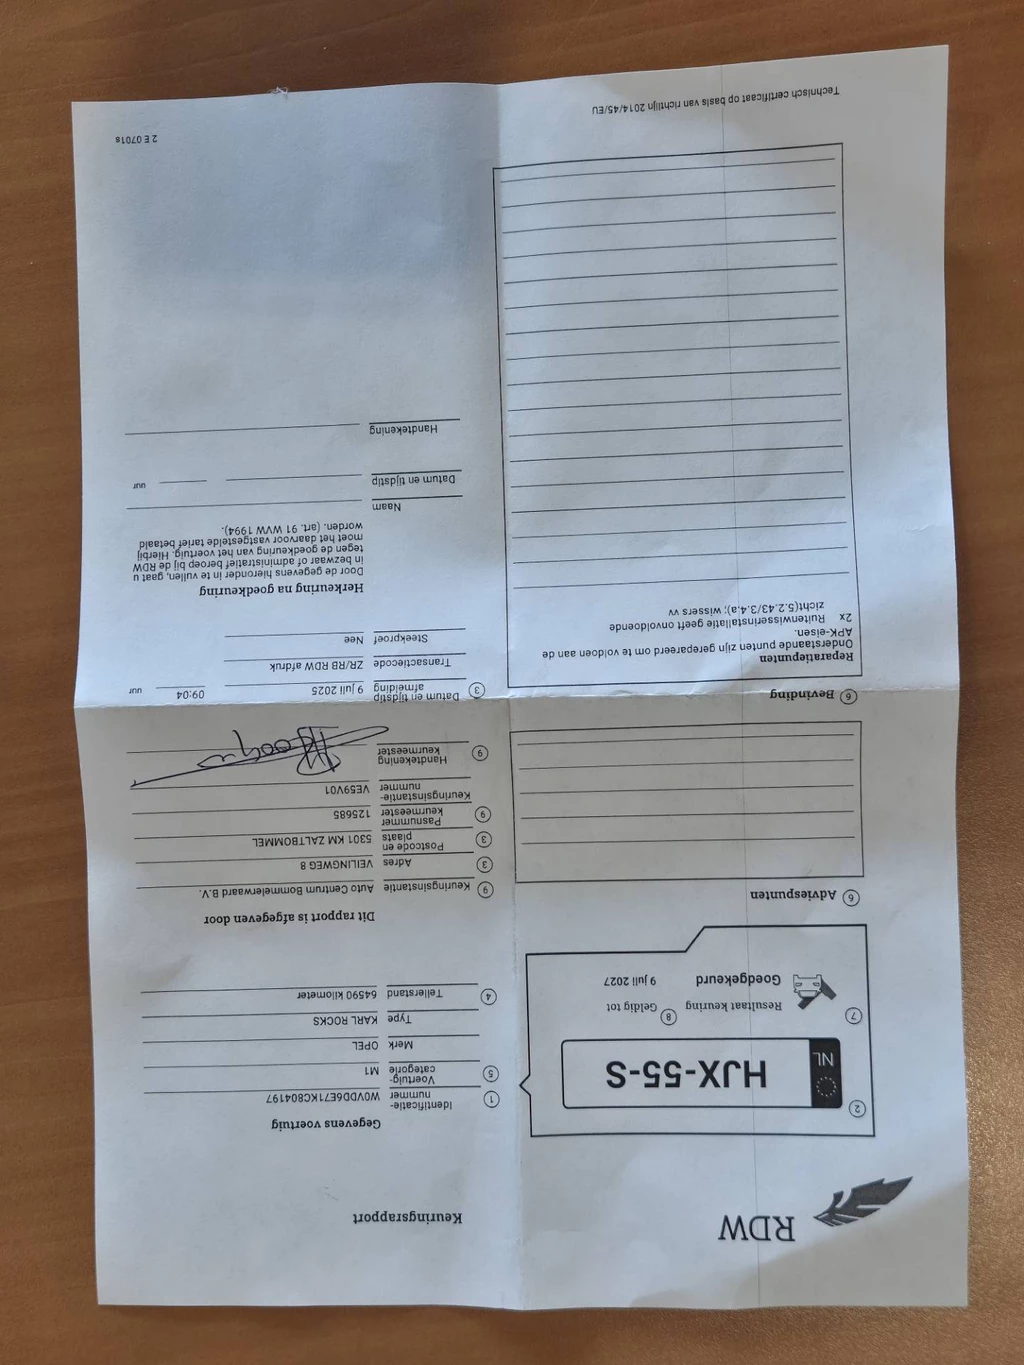 RDW
Keuringsrapport
2
NL
HJX-55-S
7
Resultaat keuring
Goedgekeurd
8
Geldig tot
9 juli 2027
6 Adviespunten
6 Bevinding
Reparatiepunten
Onderstaande punten zijn gerepareerd om te voldoen aan de
APK-eisen.
2x Ruitenwisserinstallatie geeft onvoldoende
zicht(5.2.43/3.4.a); wissers vv
Technisch certificaat op basis van richtlijn 2014/45/EU
Gegevens voertuig
1 Identificatie-
nummer W0VDD6E71KC804197
5 Voertuig-
categorie M1
Merk OPEL
Type KARL ROCKS
4 Tellerstand 64590 kilometer
Dit rapport is afgegeven door
9 Keuringsinstantie Auto Centrum Bommelerwaard B.V.
3 Adres VEILINGWEG 8
3 Postcode en
plaats 5301 KM ZALTBOMMEL
9 Pasnummer
keurmeester 125685
Keuringsinstantie-
nummer VE59V01
9 Handtekening
keurmeester
3 Datum en tijdstip
afmelding 9 juli 2025 09:04 uur
Transactiecode ZR/RB RDW afdruk
Steekproef Nee
Herkeuring na goedkeuring
Door de gegevens hieronder in te vullen, gaat u
in bezwaar of administratief beroep bij de RDW
tegen de goedkeuring van het voertuig. Hierbij
moet het daarvoor vastgestelde tarief betaald
worden. (art. 91 WVW 1994).
Naam
Datum en tijdstip uur
Handtekening
2 E 0701s